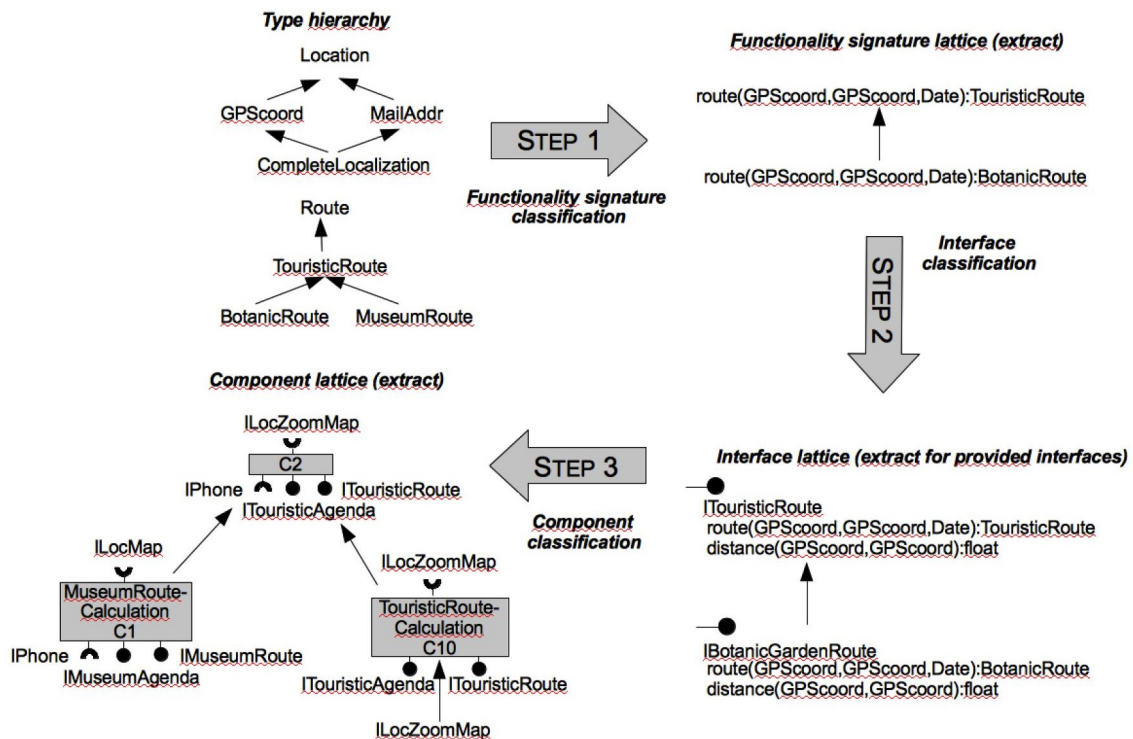 Type hierarchy
Location
GPScoord
MailAddr
CompleteLocalization
Route
TouristicRoute
BotanicRoute
MuseumRoute
STEP 1
Functionality signature
classification
Functionality signature lattice (extract)
route(GPScoord,GPScoord,Date):TouristicRoute
route(GPScoord,GPScoord,Date):BotanicRoute
STEP 2
Interface
classification
Interface lattice (extract for provided interfaces)
ITouristicRoute
route(GPScoord,GPScoord,Date):TouristicRoute
distance(GPScoord,GPScoord):float
IBotanicGardenRoute
route(GPScoord,GPScoord,Date):BotanicRoute
distance(GPScoord,GPScoord):float
STEP 3
Component
classification
Component lattice (extract)
ILocZoomMap
C2
IPhone
ITouristicRoute
ITouristicAgenda
ILocMap
MuseumRoute-
Calculation
C1
IPhone
IMuseumRoute
IMuseumAgenda
ILocZoomMap
TouristicRoute-
Calculation
C10
ITouristicAgenda
ITouristicRoute
ILocZoomMap